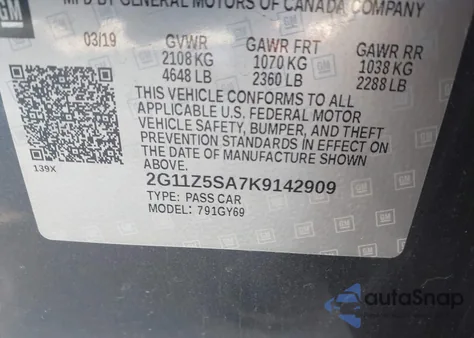 GM
MFD BY GENERAL MOTORS OF CANADA COMPANY
03/19 GVWR GAWR FRT GAWR RR
2108 KG 1070 KG 1038 KG
4648 LB 2360 LB 2288 LB
THIS VEHICLE CONFORMS TO ALL
APPLICABLE U.S. FEDERAL MOTOR
VEHICLE SAFETY, BUMPER, AND THEFT
PREVENTION STANDARDS IN EFFECT ON
THE DATE OF MANUFACTURE SHOWN
ABOVE.
139X
2G11Z5SA7K9142909
TYPE: PASS CAR
MODEL: 791GY69
autoSnap